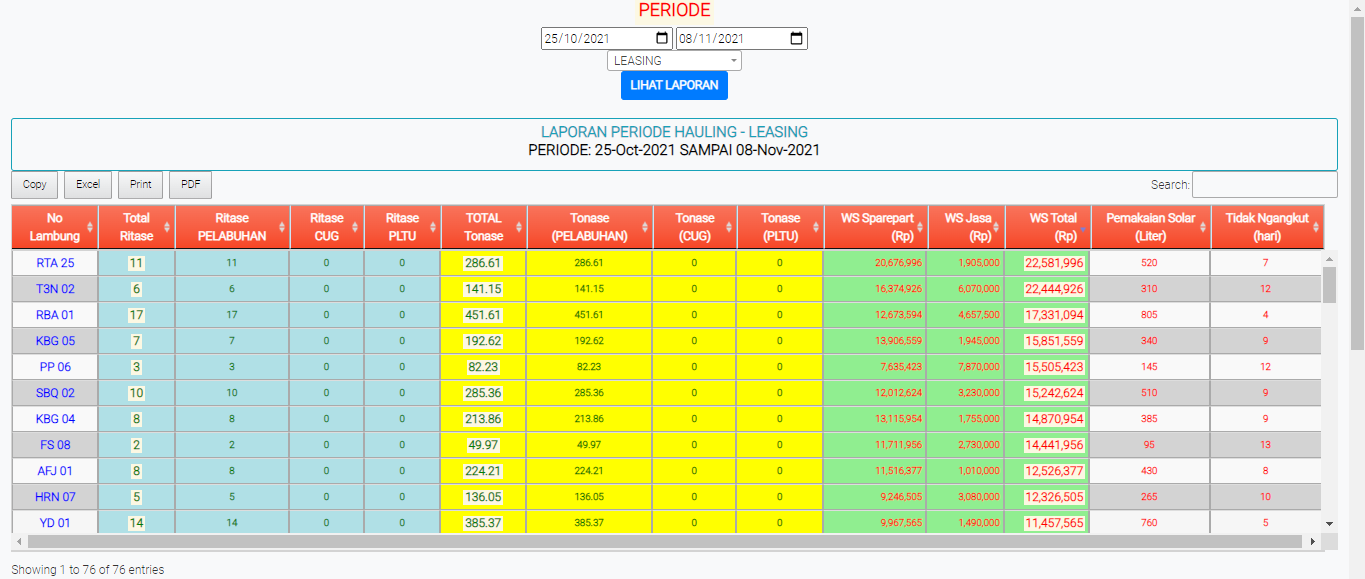 PERIODE
25/10/2021 08/11/2021
LEASING
LIHAT LAPORAN
LAPORAN PERIODE HAULING - LEASING
PERIODE: 25-Oct-2021 SAMPAI 08-Nov-2021
Copy Excel Print PDF Search:
No Lambung Total Ritase Ritase PELABUHAN Ritase CUG Ritase PLTU TOTAL Tonase Tonase (PELABUHAN) Tonase (CUG) Tonase (PLTU) WS Sparepart (Rp) WS Jasa (Rp) WS Total (Rp) Pemakaian Solar (Liter) Tidak Ngangkut (hari)
RTA 25 11 11 0 0 286.61 286.61 0 0 20,676,996 1,905,000 22,581,996 520 7
T3N 02 6 6 0 0 141.15 141.15 0 0 16,374,926 6,070,000 22,444,926 310 12
RBA 01 17 17 0 0 451.61 451.61 0 0 12,673,594 4,657,500 17,331,094 805 4
KBG 05 7 7 0 0 192.62 192.62 0 0 13,906,559 1,945,000 15,851,559 340 9
PP 06 3 3 0 0 82.23 82.23 0 0 7,635,423 7,870,000 15,505,423 145 12
SBQ 02 10 10 0 0 285.36 285.36 0 0 12,012,624 3,230,000 15,242,624 510 9
KBG 04 8 8 0 0 213.86 213.86 0 0 13,115,954 1,755,000 14,870,954 385 9
FS 08 2 2 0 0 49.97 49.97 0 0 11,711,956 2,730,000 14,441,956 95 13
AFJ 01 8 8 0 0 224.21 224.21 0 0 11,516,377 1,010,000 12,526,377 430 8
HRN 07 5 5 0 0 136.05 136.05 0 0 9,246,505 3,080,000 12,326,505 265 10
YD 01 14 14 0 0 385.37 385.37 0 0 9,967,565 1,490,000 11,457,565 760 5
Showing 1 to 76 of 76 entries